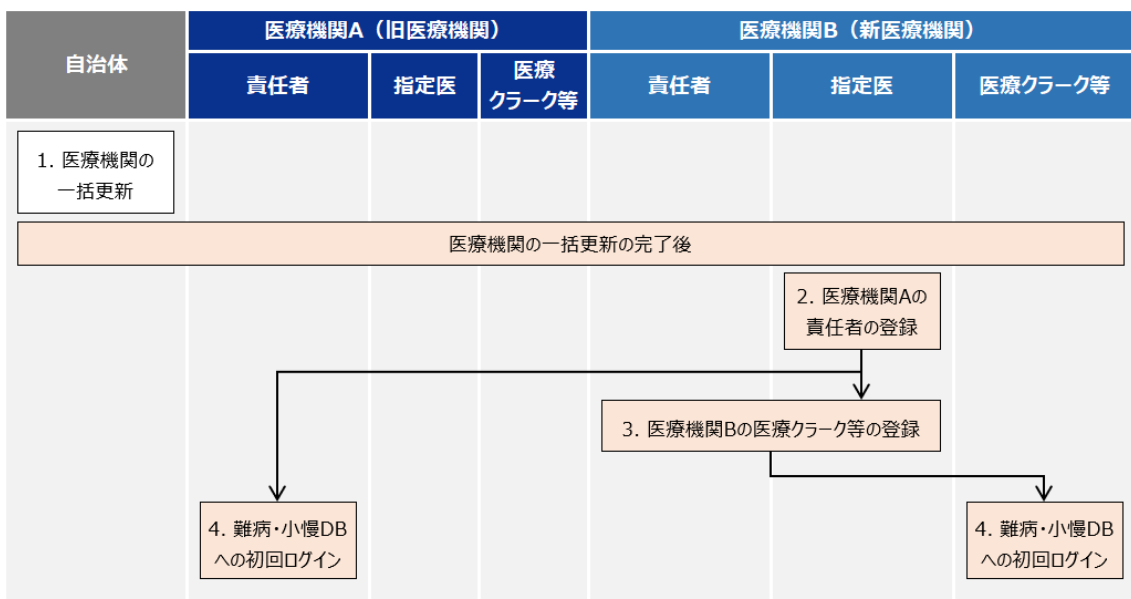 自治体
医療機関A（旧医療機関）
医療機関B（新医療機関）
責任者
指定医
医療
クラーク等
責任者
指定医
医療クラーク等
1. 医療機関の
一括更新
医療機関の一括更新の完了後
2. 医療機関Aの
責任者の登録
3. 医療機関Bの医療クラーク等の登録
4. 難病・小慢DB
への初回ログイン
4. 難病・小慢DB
への初回ログイン